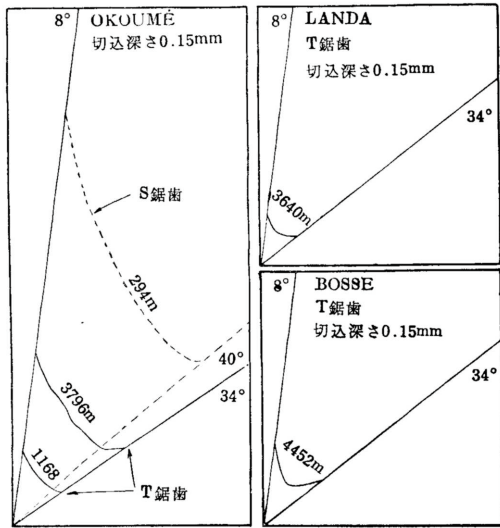 8° OKOUMÉ
切込深さ0.15mm
S鋸歯
294m
40°
34°
3796m
1168
T鋸歯
8° LANDA
T鋸歯
切込深さ0.15mm
34°
3640m
8° BOSSE
T鋸歯
切込深さ0.15mm
34°
4452m